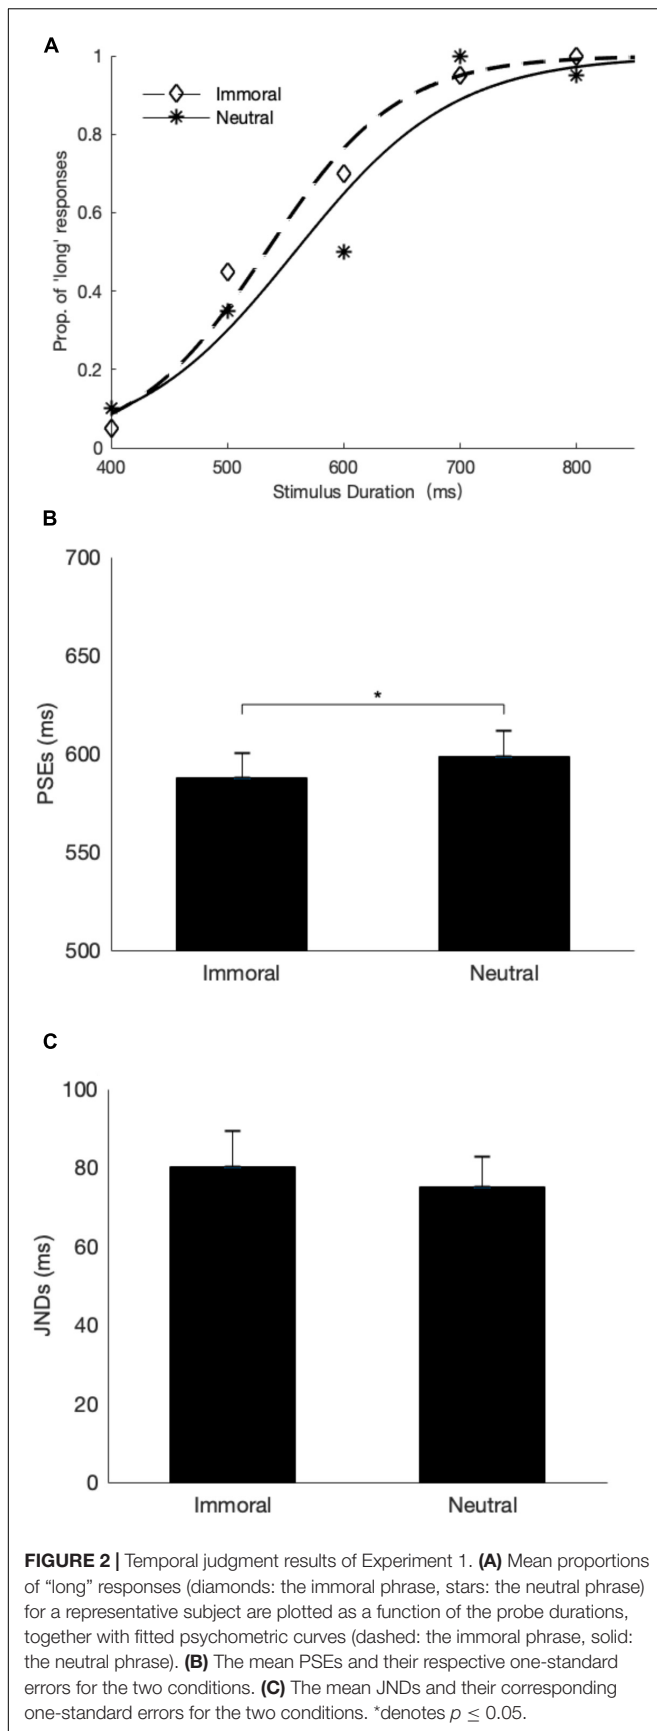 A
1
Immoral
Neutral
0.8
0.6
0.4
0.2
0
Prop. of 'long' responses
400 500 600 700 800
Stimulus Duration (ms)
B
700
650
*
600
550
500
PSEs (ms)
Immoral Neutral
C
100
80
60
40
20
0
JNDs (ms)
Immoral Neutral
FIGURE 2 | Temporal judgment results of Experiment 1. (A) Mean proportions
of “long” responses (diamonds: the immoral phrase, stars: the neutral phrase)
for a representative subject are plotted as a function of the probe durations,
together with fitted psychometric curves (dashed: the immoral phrase, solid:
the neutral phrase). (B) The mean PSEs and their respective one-standard
errors for the two conditions. (C) The mean JNDs and their corresponding
one-standard errors for the two conditions. *denotes p ≤ 0.05.